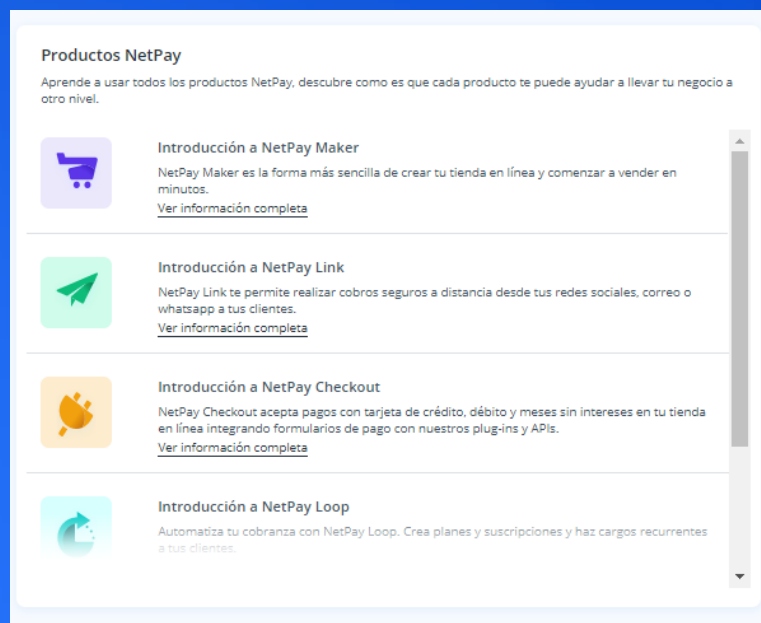 Productos NetPay
Aprende a usar todos los productos NetPay, descubre como es que cada producto te puede ayudar a llevar tu negocio a
otro nivel.
Introducción a NetPay Maker
NetPay Maker es la forma más sencilla de crear tu tienda en línea y comenzar a vender en
minutos.
Ver información completa
Introducción a NetPay Link
NetPay Link te permite realizar cobros seguros a distancia desde tus redes sociales, correo o
whatsapp a tus clientes.
Ver información completa
Introducción a NetPay Checkout
NetPay Checkout acepta pagos con tarjeta de crédito, débito y meses sin intereses en tu tienda
en línea integrando formularios de pago con nuestros plug-ins y APIs.
Ver información completa
Introducción a NetPay Loop
Automatiza tu cobranza con NetPay Loop. Crea planes y suscripciones y haz cargos recurrentes
a tus clientes.